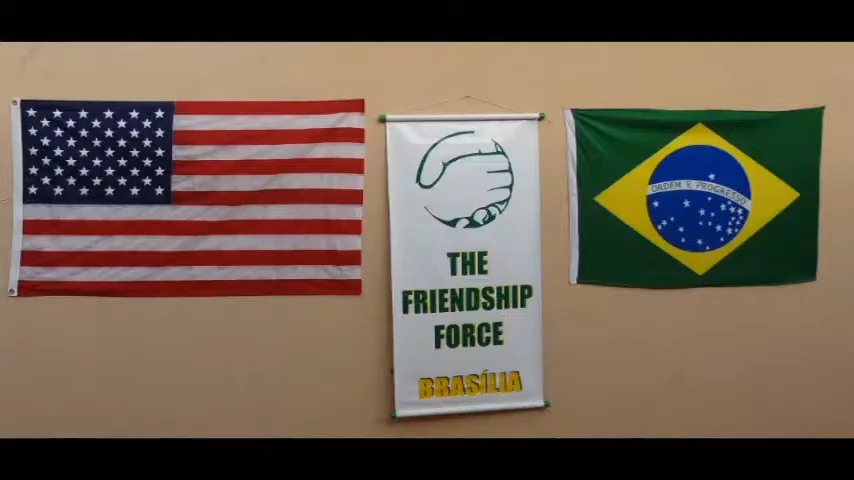 THE
FRIENDSHIP
FORCE
BRASÍLIA
ORDEM E PROGRESSO